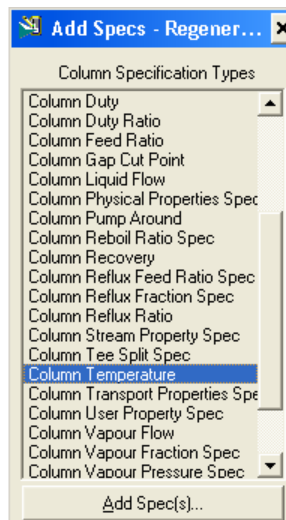 Add Specs - Regener...
Column Specification Types
Column Duty
Column Duty Ratio
Column Feed Ratio
Column Gap Cut Point
Column Liquid Flow
Column Physical Properties Spec
Column Pump Around
Column Reboil Ratio Spec
Column Recovery
Column Reflux Feed Ratio Spec
Column Reflux Fraction Spec
Column Reflux Ratio
Column Stream Property Spec
Column Tee Split Spec
Column Temperature
Column Transport Properties Spe
Column User Property Spec
Column Vapour Flow
Column Vapour Fraction Spec
Column Vapour Pressure Spec
Add Spec(s)...